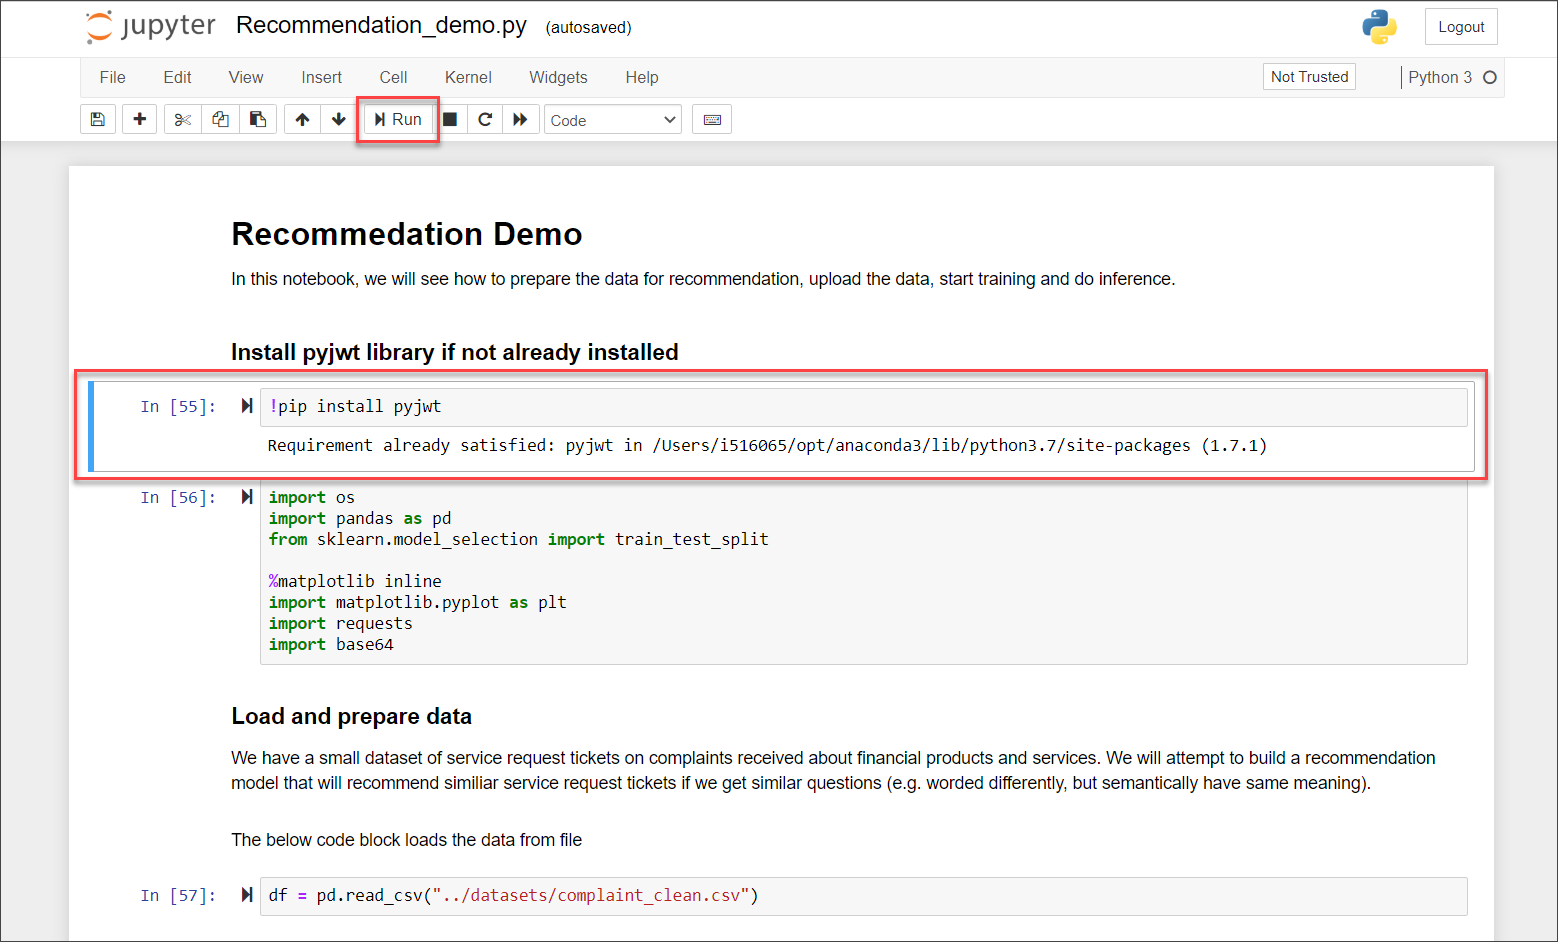 jupyter Recommendation_demo.py (autosaved) Logout
File Edit View Insert Cell Kernel Widgets Help Not Trusted Python 3
Run Code
Recommedation Demo
In this notebook, we will see how to prepare the data for recommendation, upload the data, start training and do inference.
Install pyjwt library if not already installed
In [55]: !pip install pyjwt
Requirement already satisfied: pyjwt in /Users/i516065/opt/anaconda3/lib/python3.7/site-packages (1.7.1)
In [56]: import os
import pandas as pd
from sklearn.model_selection import train_test_split
%matplotlib inline
import matplotlib.pyplot as plt
import requests
import base64
Load and prepare data
We have a small dataset of service request tickets on complaints received about financial products and services. We will attempt to build a recommendation
model that will recommend similiar service request tickets if we get similar questions (e.g. worded differently, but semantically have same meaning).
The below code block loads the data from file
In [57]: df = pd.read_csv("../datasets/complaint_clean.csv")